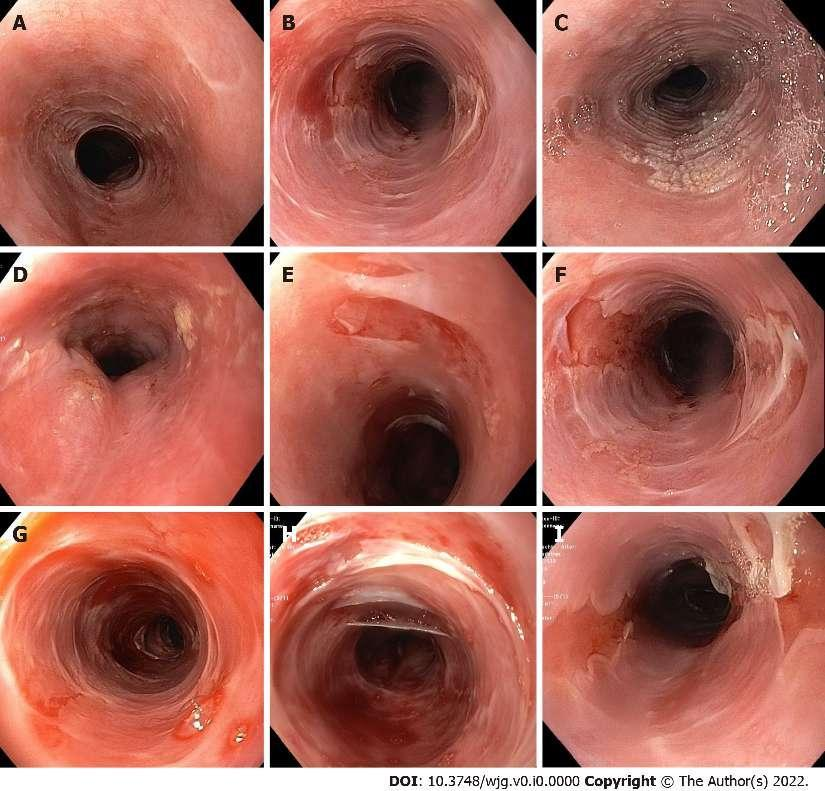 A
B
C
D
E
F
G
H
I
DOI: 10.3748/wjg.v0.i0.0000 Copyright © The Author(s) 2022.